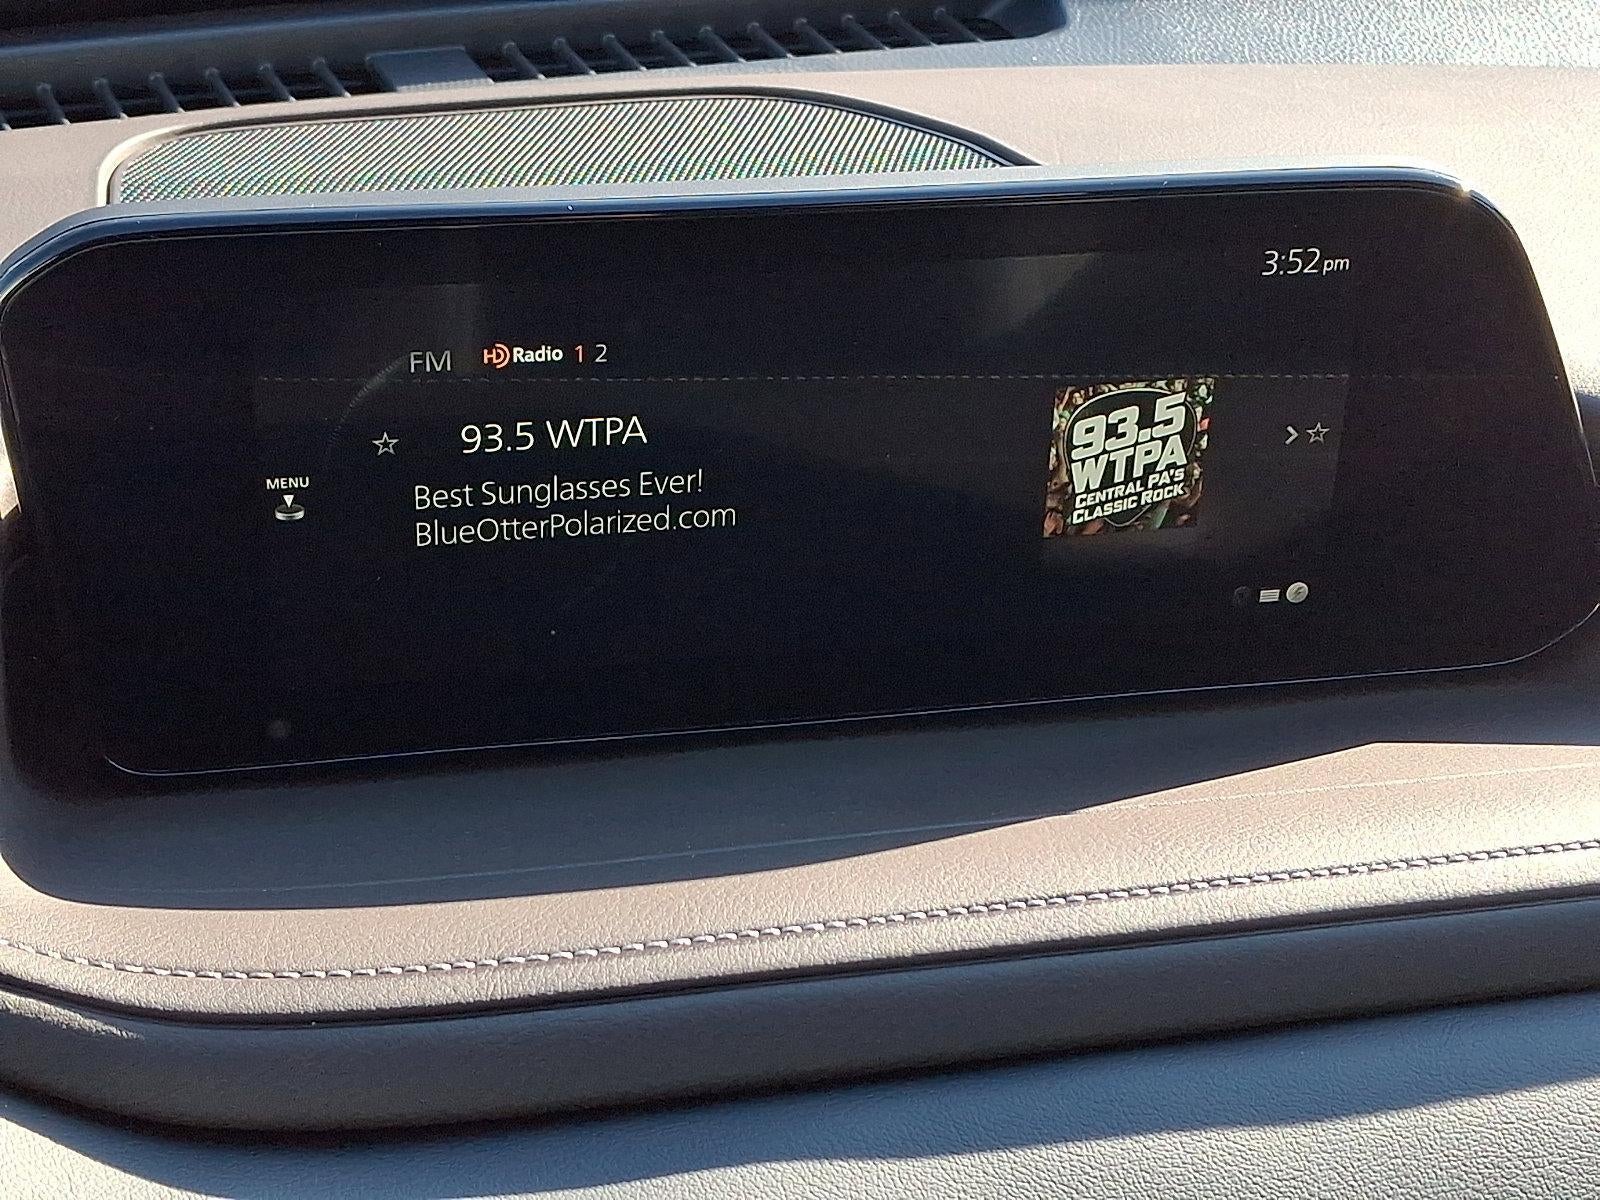 3:52pm
FM HD Radio 1 2
93.5 WTPA
MENU
Best Sunglasses Ever!
BlueOtterPolarized.com
93.5
WTPA
CENTRAL PA'S
CLASSIC ROCK